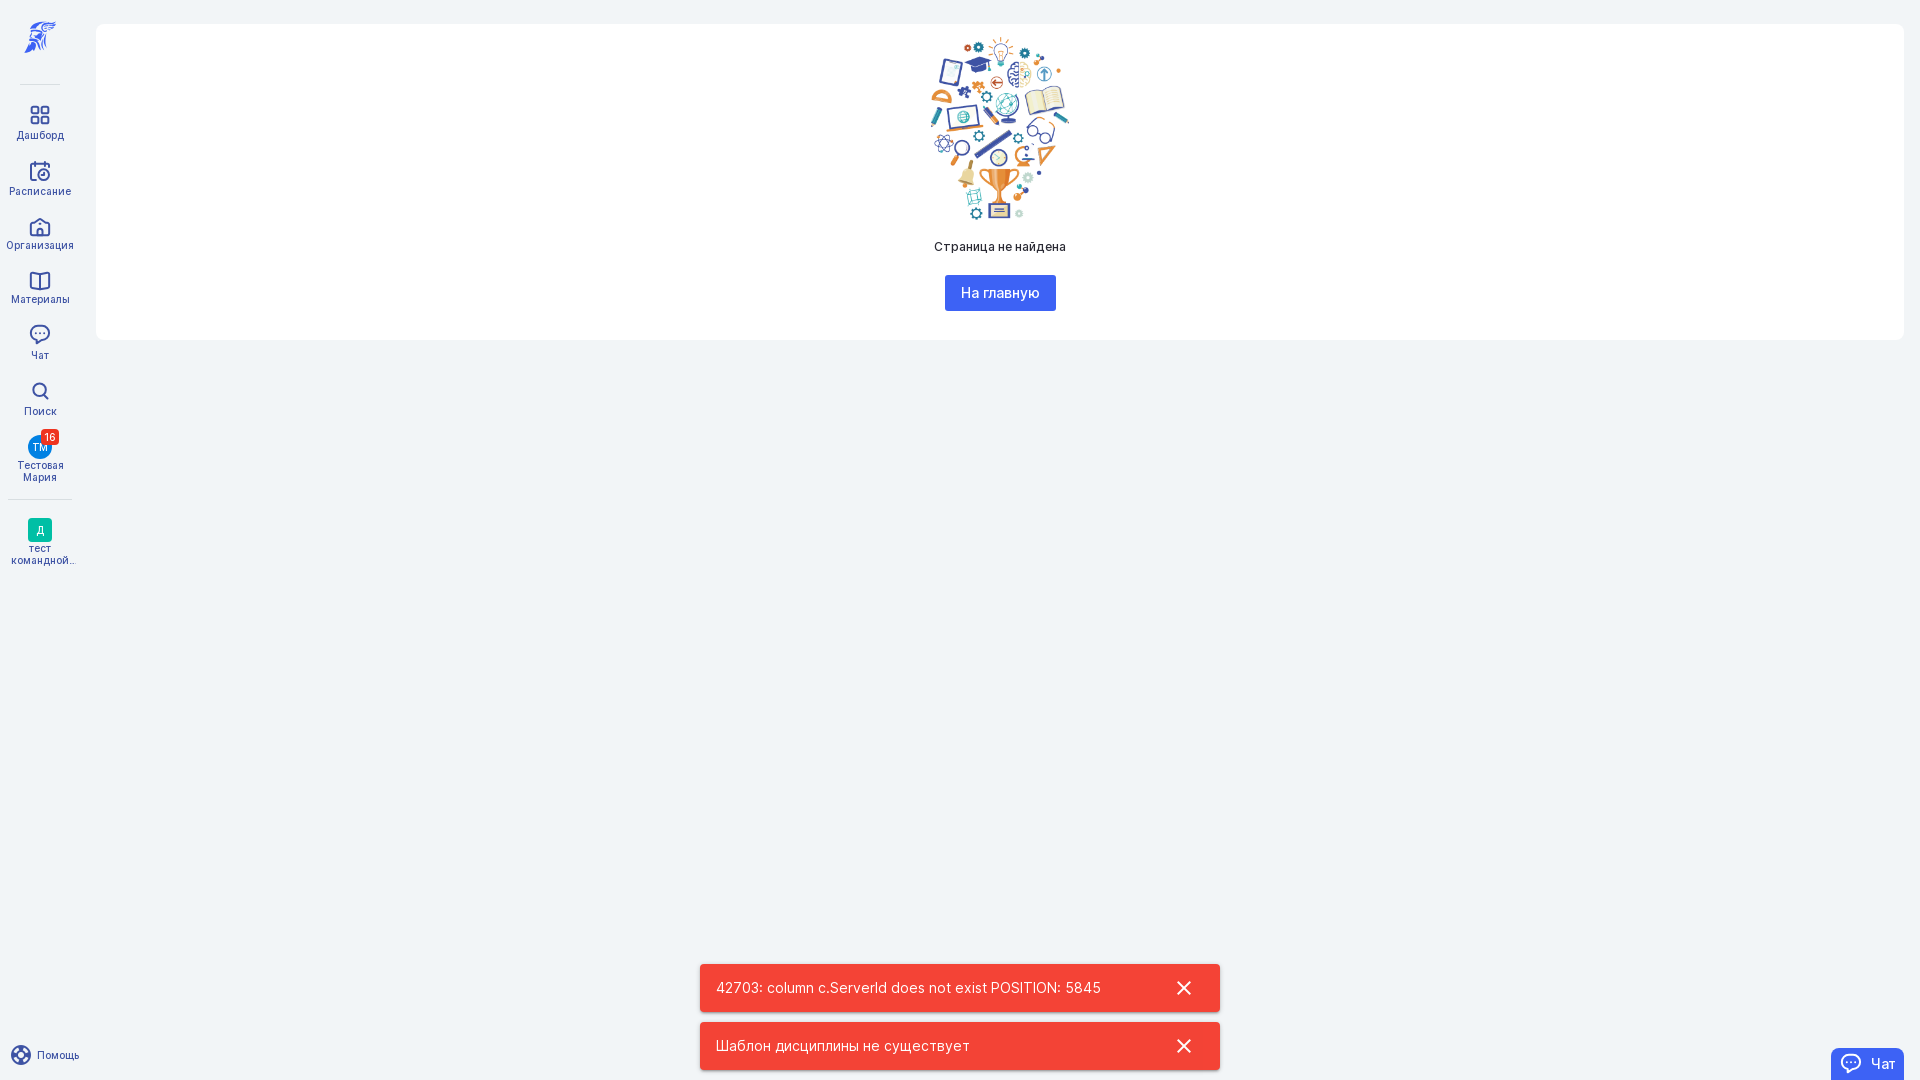 Дашборд
Расписание
Организация
Материалы
Чат
Поиск
16
ТМ
Тестовая
Мария
Д
тест
командной...
Помощь
Страница не найдена
На главную
42703: column c.ServerId does not exist POSITION: 5845
Шаблон дисциплины не существует
Чат